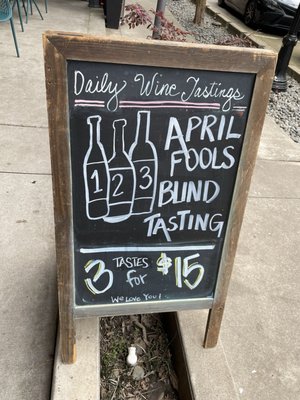 Daily Wine Tastings
1 2 3
APRIL
FOOLS
BLIND
TASTING
3 TASTES for $15
WE LOVE YOU!